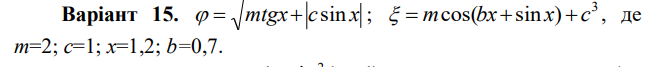 Варіант 15. φ = √(mtgx + |c sin x|); ξ = m cos(bx + sin x) + c³, де
m=2; c=1; x=1,2; b=0,7.